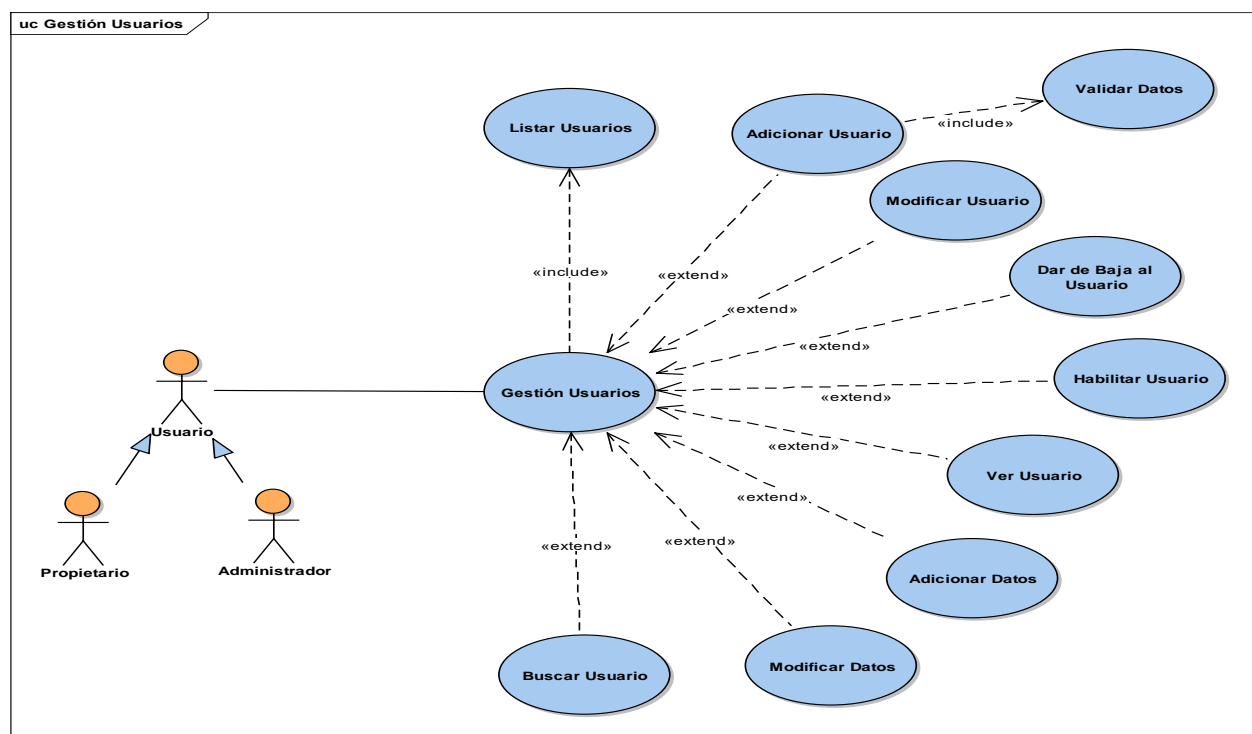 uc Gestión Usuarios
Validar Datos
Listar Usuarios
Adicionar Usuario
«include»
Modificar Usuario
Dar de Baja al
Usuario
«include»
«extend»
«extend»
«extend»
Habilitar Usuario
Gestión Usuarios
«extend»
Usuario
«extend»
Ver Usuario
«extend»
«extend»
«extend»
Propietario
Administrador
Adicionar Datos
Buscar Usuario
Modificar Datos